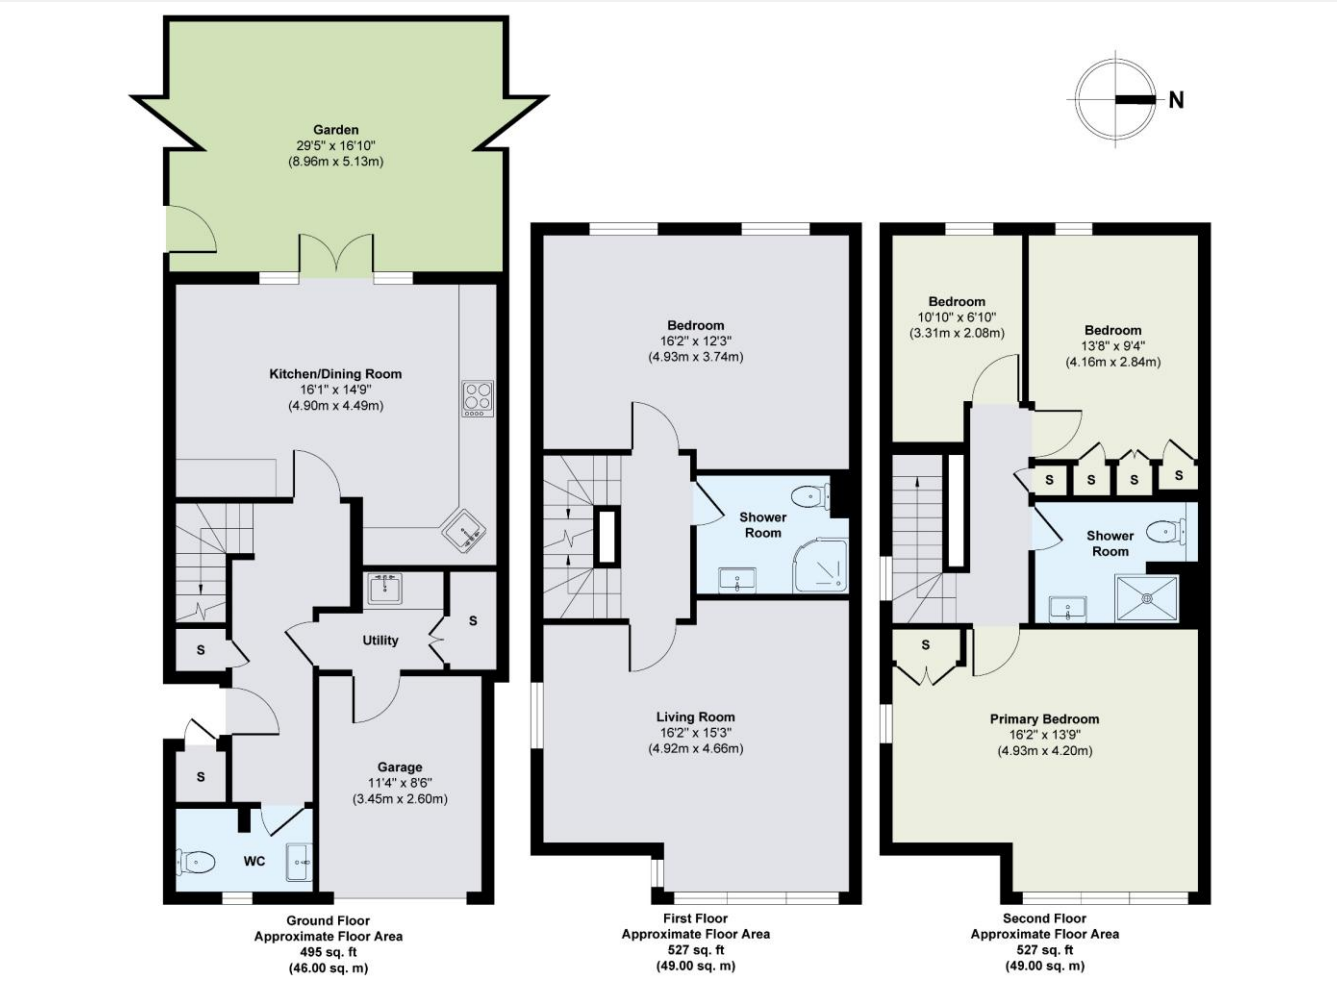 N
Garden
29'5" x 16'10"
(8.96m x 5.13m)
Kitchen/Dining Room
16'1" x 14'9"
(4.90m x 4.49m)
S
Utility
S
S
Garage
11'4" x 8'6"
(3.45m x 2.60m)
WC
Ground Floor
Approximate Floor Area
495 sq. ft
(46.00 sq. m)
Bedroom
16'2" x 12'3"
(4.93m x 3.74m)
Shower
Room
Living Room
16'2" x 15'3"
(4.92m x 4.66m)
First Floor
Approximate Floor Area
527 sq. ft
(49.00 sq. m)
Bedroom
10'10" x 6'10"
(3.31m x 2.08m)
Bedroom
13'8" x 9'4"
(4.16m x 2.84m)
S
S
S
S
Shower
Room
S
Primary Bedroom
16'2" x 13'9"
(4.93m x 4.20m)
Second Floor
Approximate Floor Area
527 sq. ft
(49.00 sq. m)